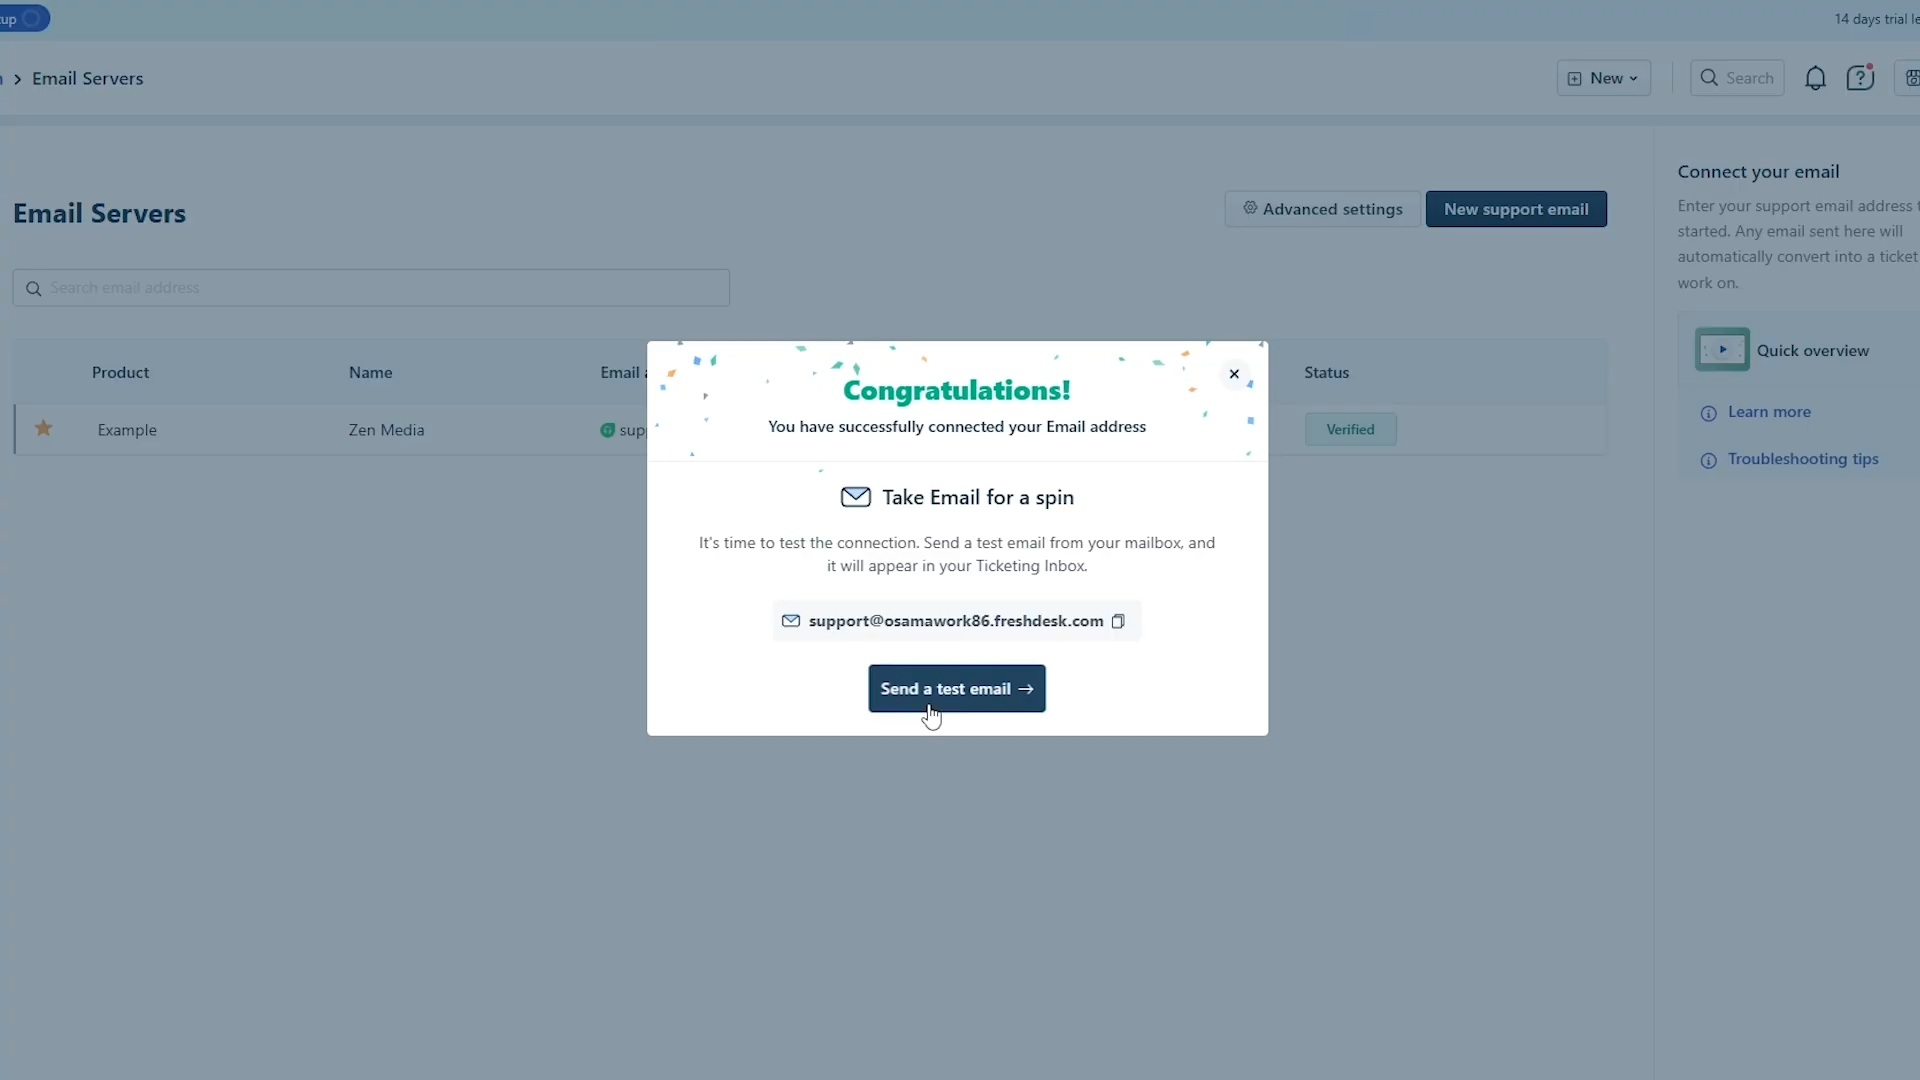 14 days trial
Email Servers
New
Search
Email Servers
Advanced settings
New support email
Search email address
Product
Name
Email
Status
Example
Zen Media
Verified
Congratulations!
You have successfully connected your Email address
Take Email for a spin
It's time to test the connection. Send a test email from your mailbox, and
it will appear in your Ticketing Inbox.
support@osamawork86.freshdesk.com
Send a test email →
Connect your email
Enter your support email address
started. Any email sent here will
automatically convert into a ticket
work on.
Quick overview
Learn more
Troubleshooting tips